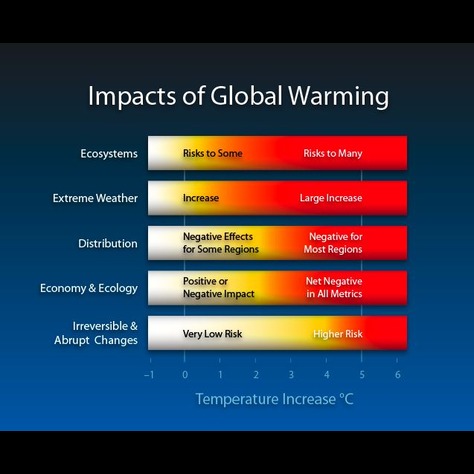 Impacts of Global Warming
Ecosystems
Risks to Some
Risks to Many
Extreme Weather
Increase
Large Increase
Distribution
Negative Effects
for Some Regions
Negative for
Most Regions
Economy & Ecology
Positive or
Negative Impact
Net Negative
in All Metrics
Irreversible &
Abrupt Changes
Very Low Risk
Higher Risk
–1 0 1 2 3 4 5 6
Temperature Increase °C